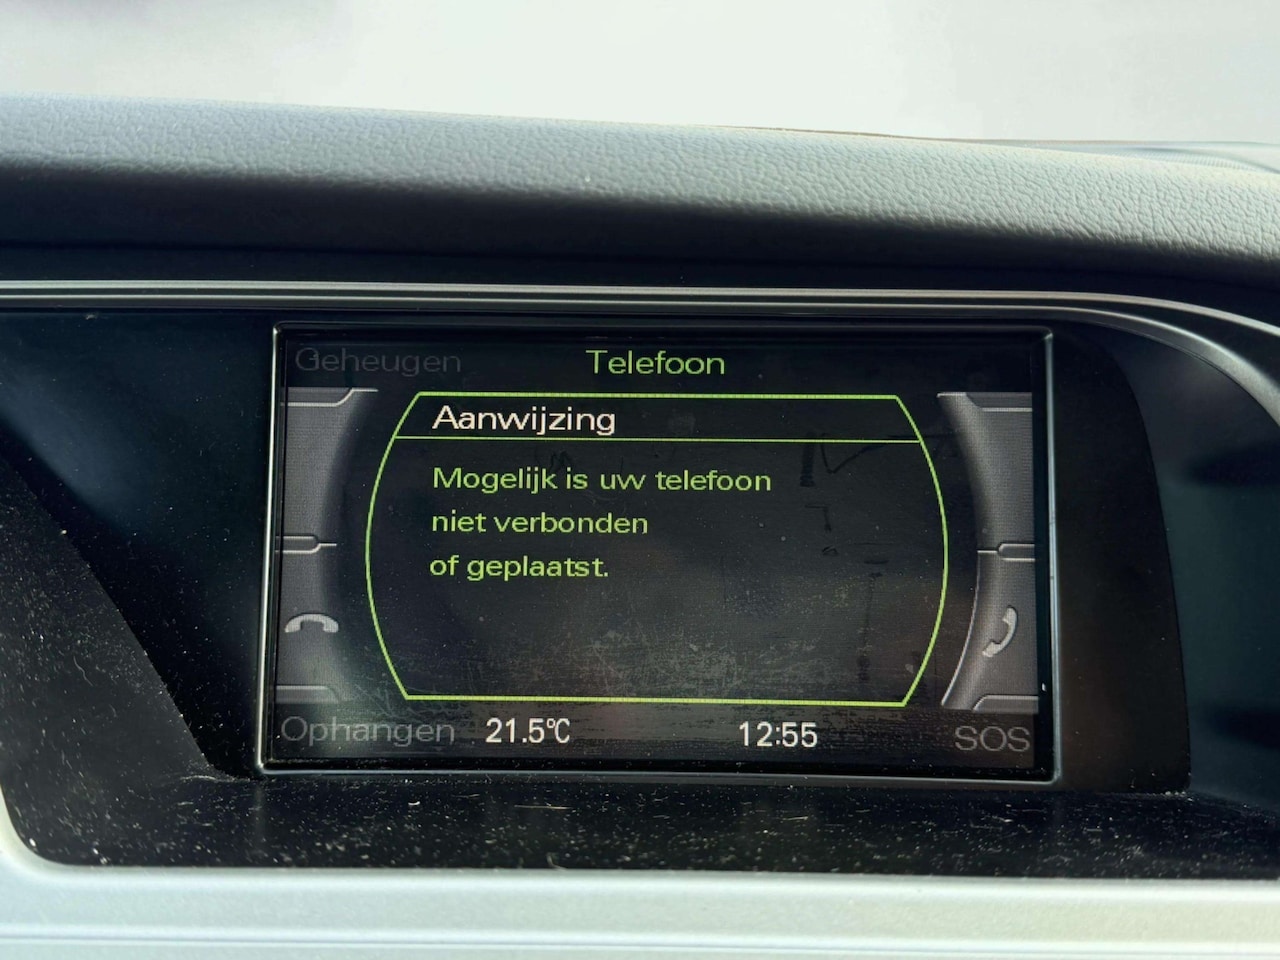 Geheugen Telefoon
Aanwijzing
Mogelijk is uw telefoon
niet verbonden
of geplaatst.
Ophangen 21.5°C 12:55 SOS